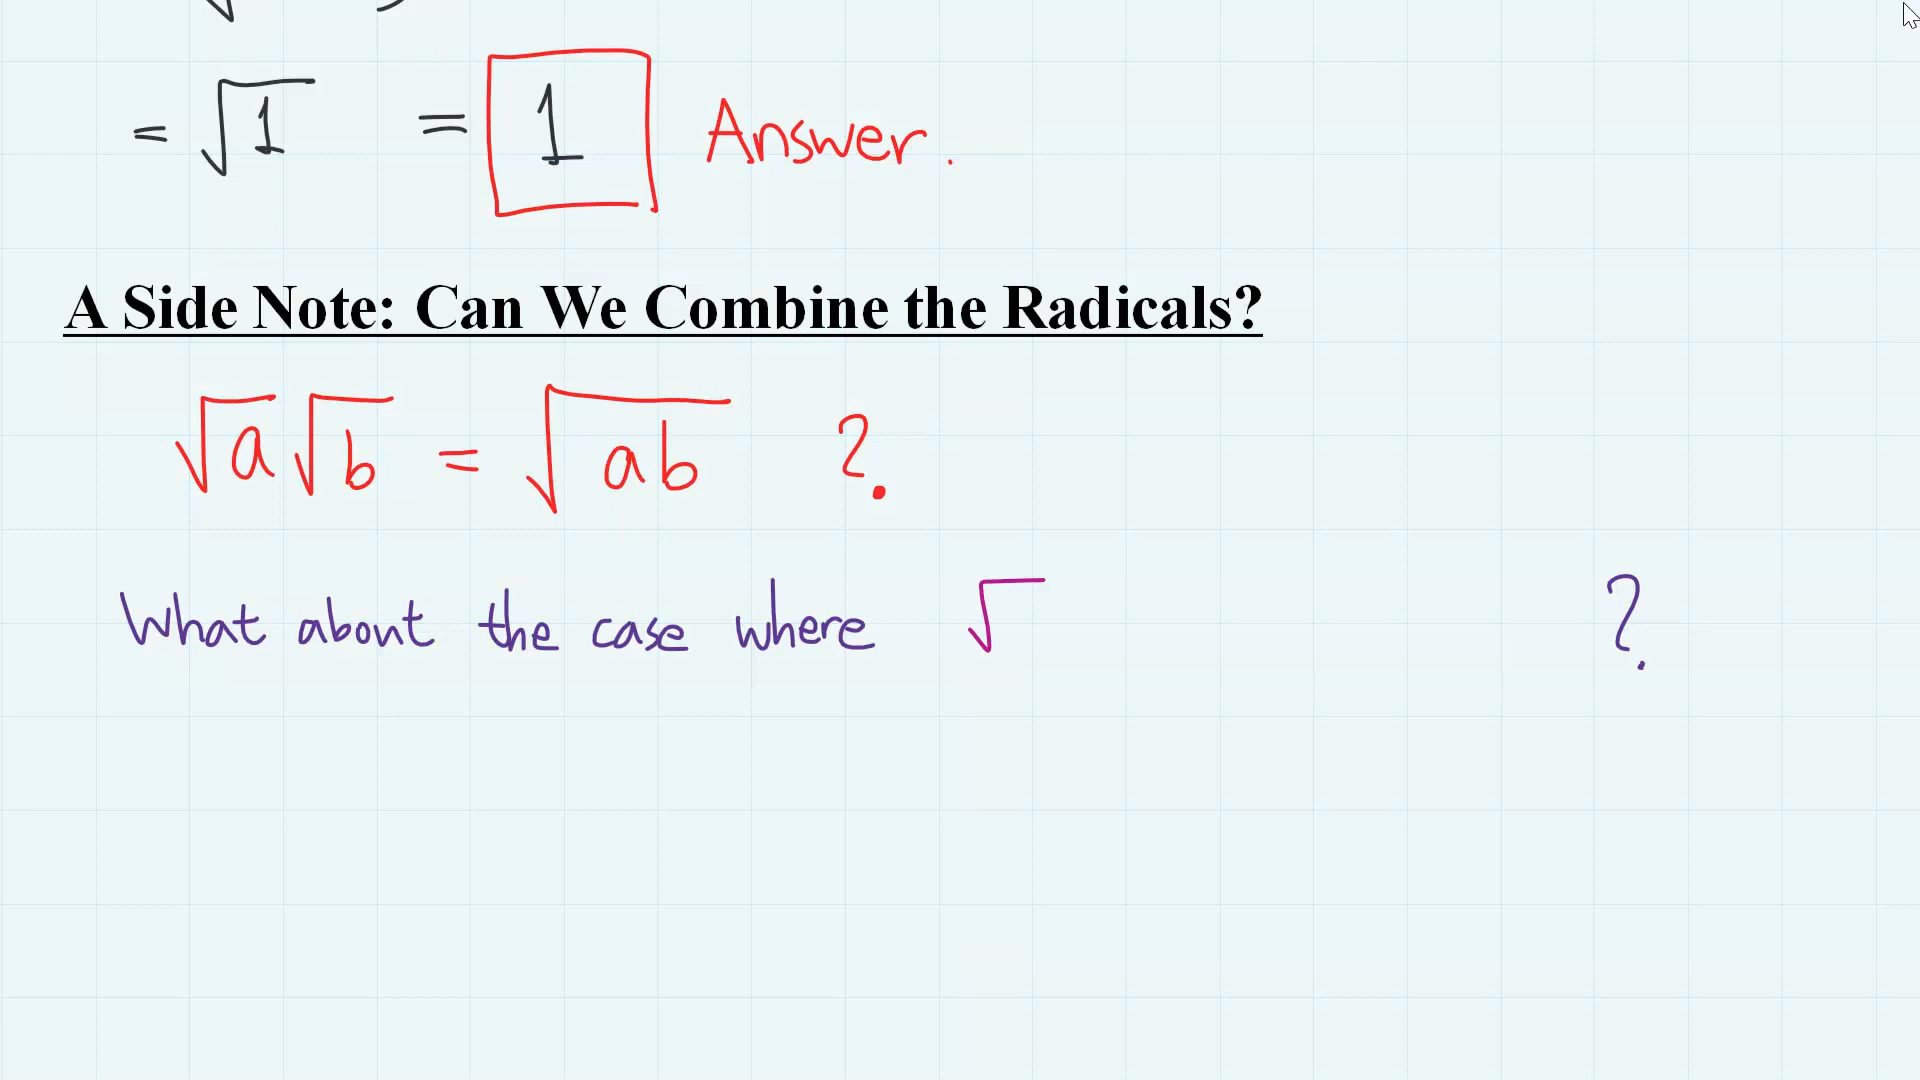 = √1 = 1 Answer.
A Side Note: Can We Combine the Radicals?
√a √b = √ab ?
What about the case where √ ?